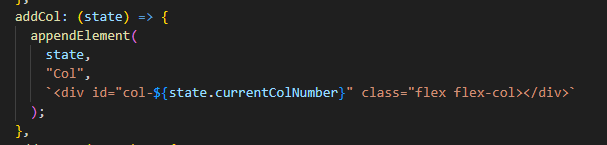 addCol: (state) => {
appendElement(
state,
"Col",
`<div id="col-${state.currentColNumber}" class="flex flex-col></div>`
);
},